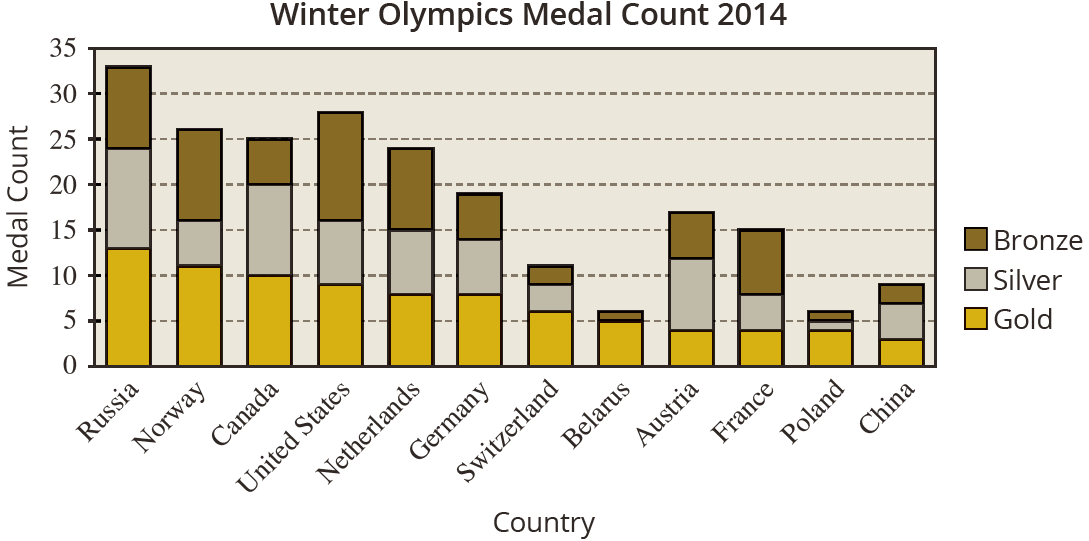 Winter Olympics Medal Count 2014
Medal Count
35
30
25
20
15
10
5
0
Russia
Norway
Canada
United States
Netherlands
Germany
Switzerland
Belarus
Austria
France
Poland
China
Country
Bronze
Silver
Gold